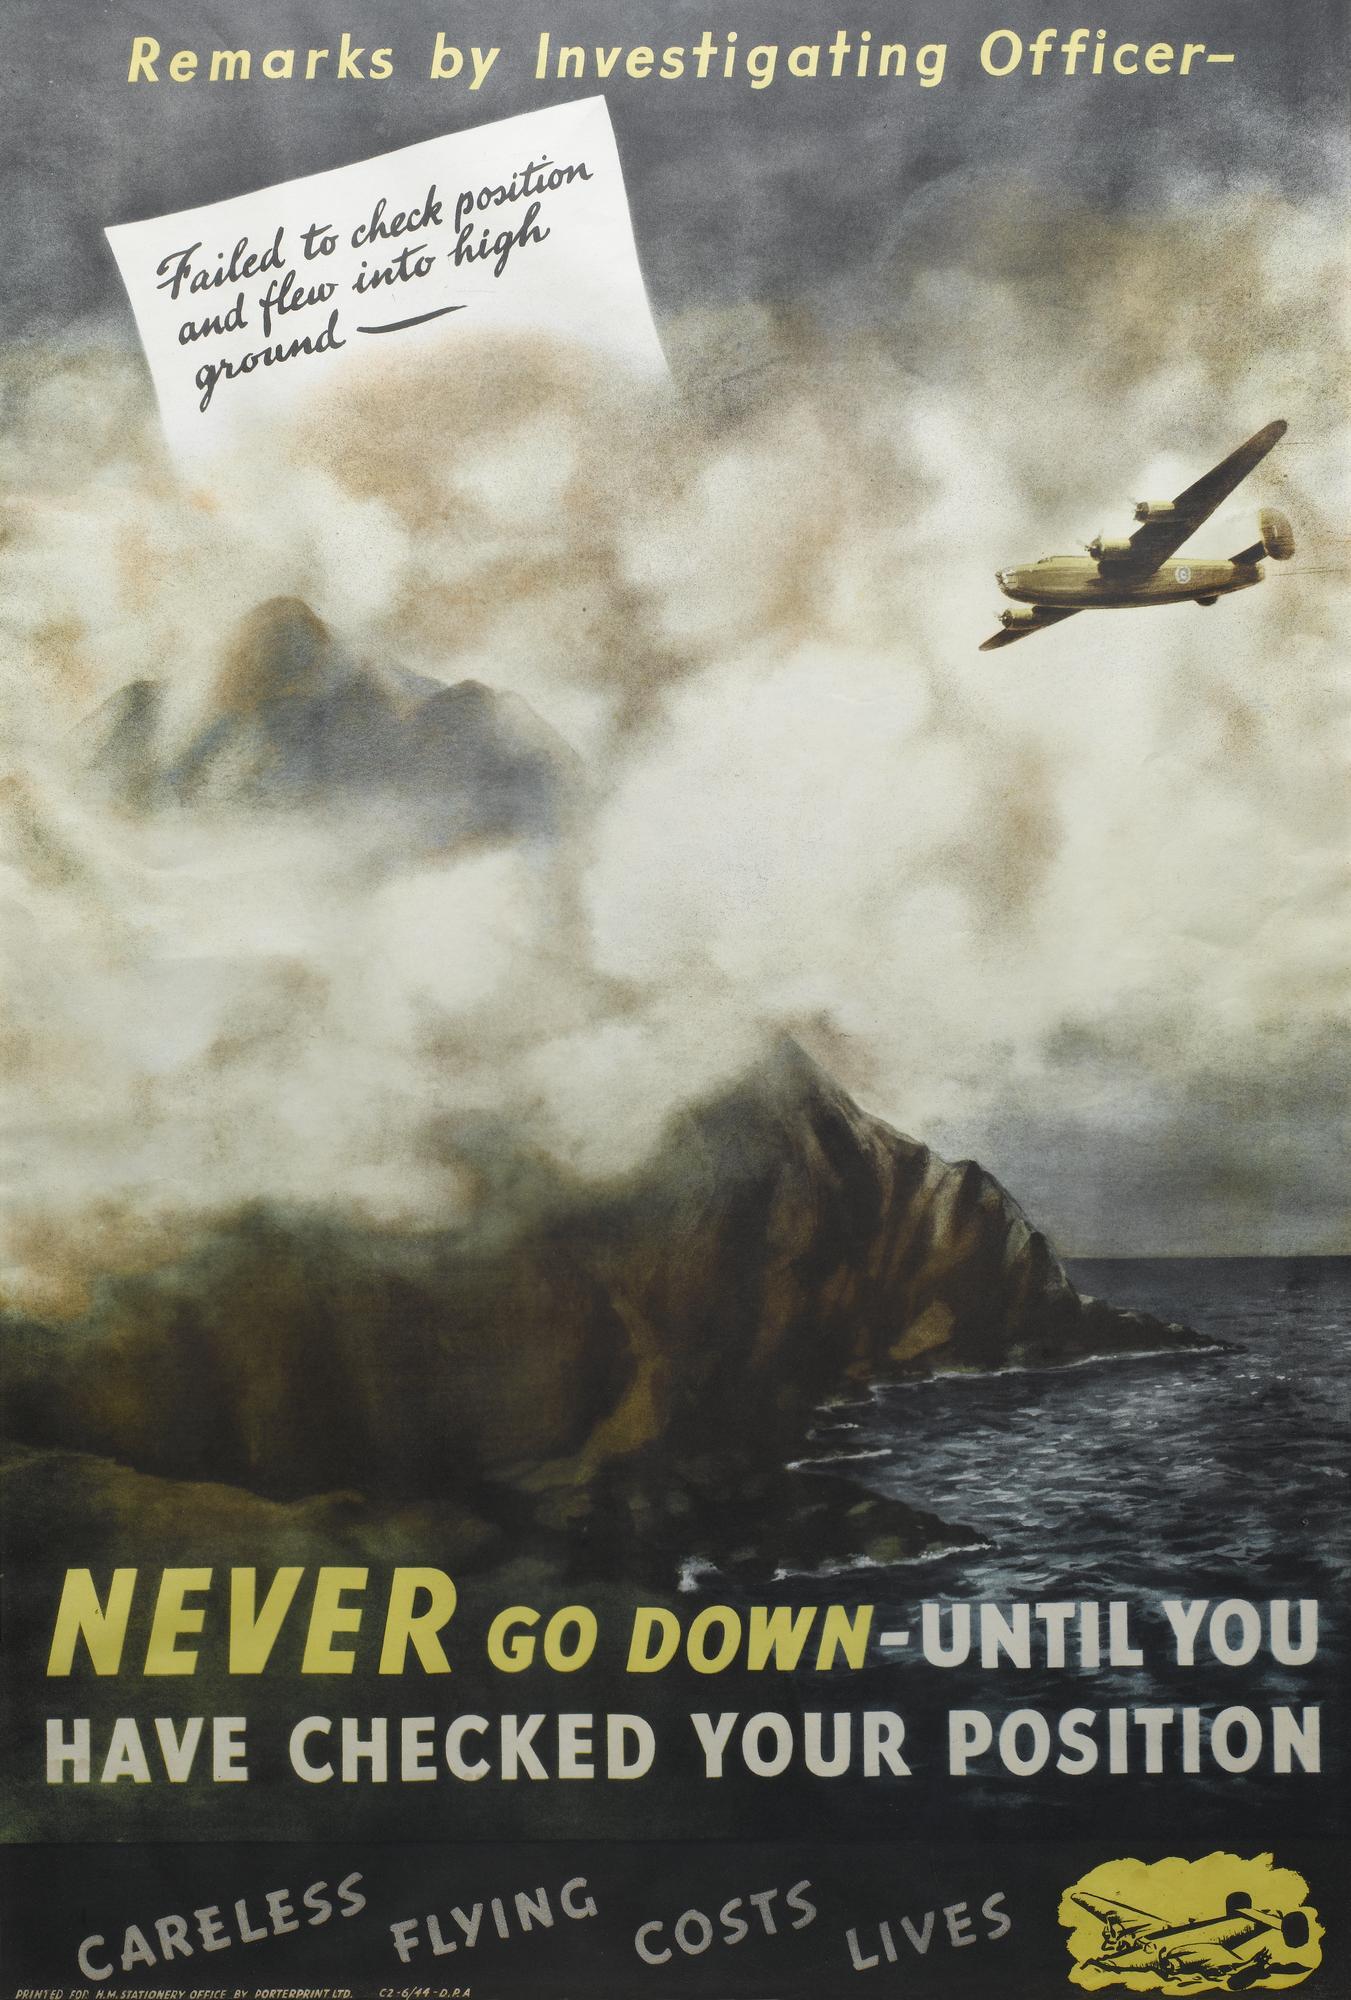 Remarks by Investigating Officer–
Failed to check position
and flew into high
ground —
NEVER GO DOWN-UNTIL YOU
HAVE CHECKED YOUR POSITION
CARELESS FLYING COSTS LIVES
PRINTED FOR H.M. STATIONERY OFFICE BY PORTERPRINT LTD. C2-6/44-D.P.A